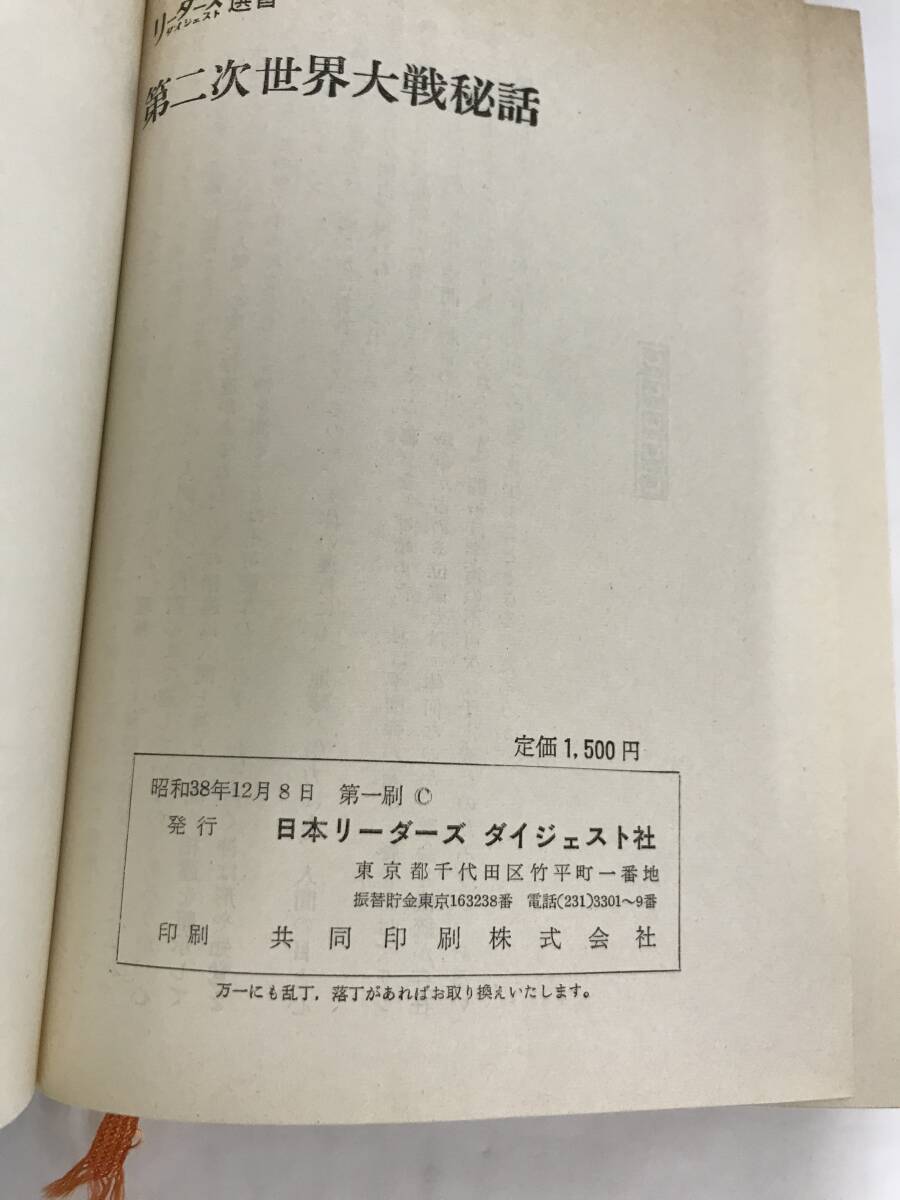 リーダーズ
ダイジェスト 選書
第二次世界大戦秘話
定価1,500円
昭和38年12月8日 第一刷 ©
発行 日本リーダーズ ダイジェスト社
東京都千代田区竹平町一番地
振替貯金東京163238番 電話(231)3301〜9番
印刷 共同印刷株式会社
万一にも乱丁,落丁があればお取り換えいたします。